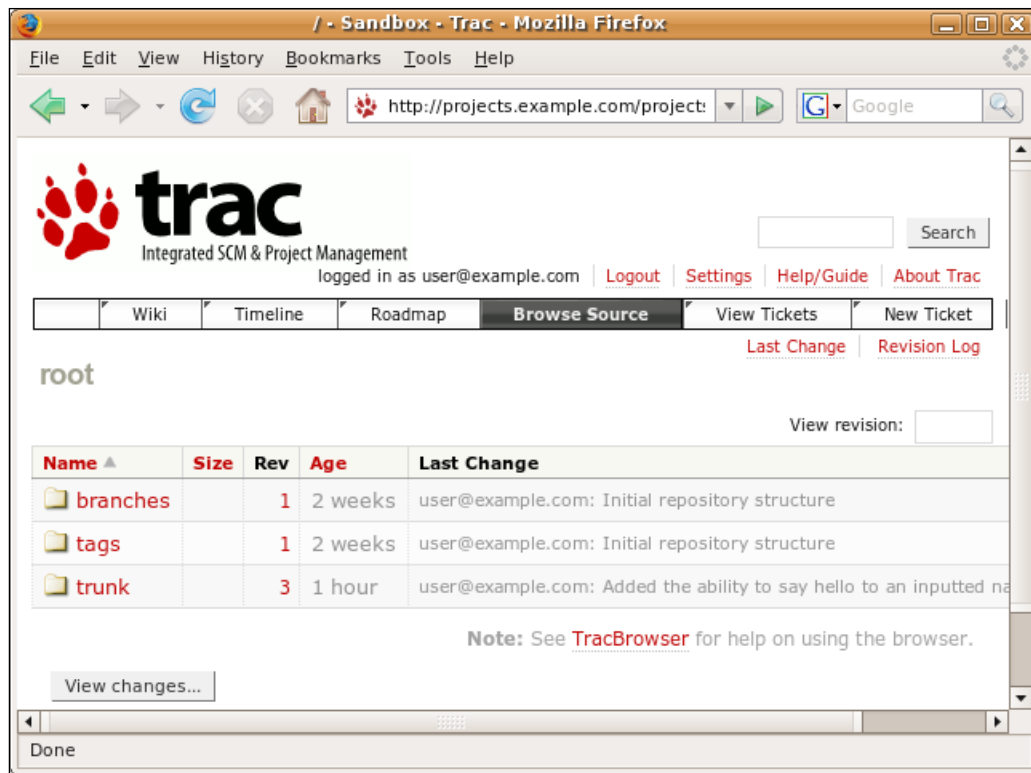 / - Sandbox - Trac - Mozilla Firefox
File Edit View History Bookmarks Tools Help
http://projects.example.com/project: G Google
trac
Integrated SCM & Project Management
Search
logged in as user@example.com Logout Settings Help/Guide About Trac
Wiki Timeline Roadmap Browse Source View Tickets New Ticket
Last Change Revision Log
root
View revision:
Name Size Rev Age Last Change
branches 1 2 weeks user@example.com: Initial repository structure
tags 1 2 weeks user@example.com: Initial repository structure
trunk 3 1 hour user@example.com: Added the ability to say hello to an inputted na
Note: See TracBrowser for help on using the browser.
View changes...
Done